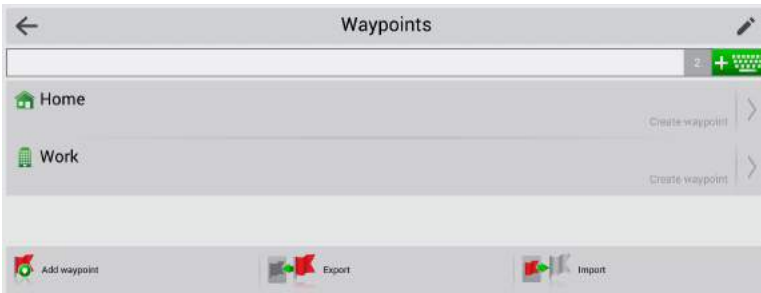 Waypoints
2
Home
Create waypoint
Work
Create waypoint
Add waypoint
Export
Import